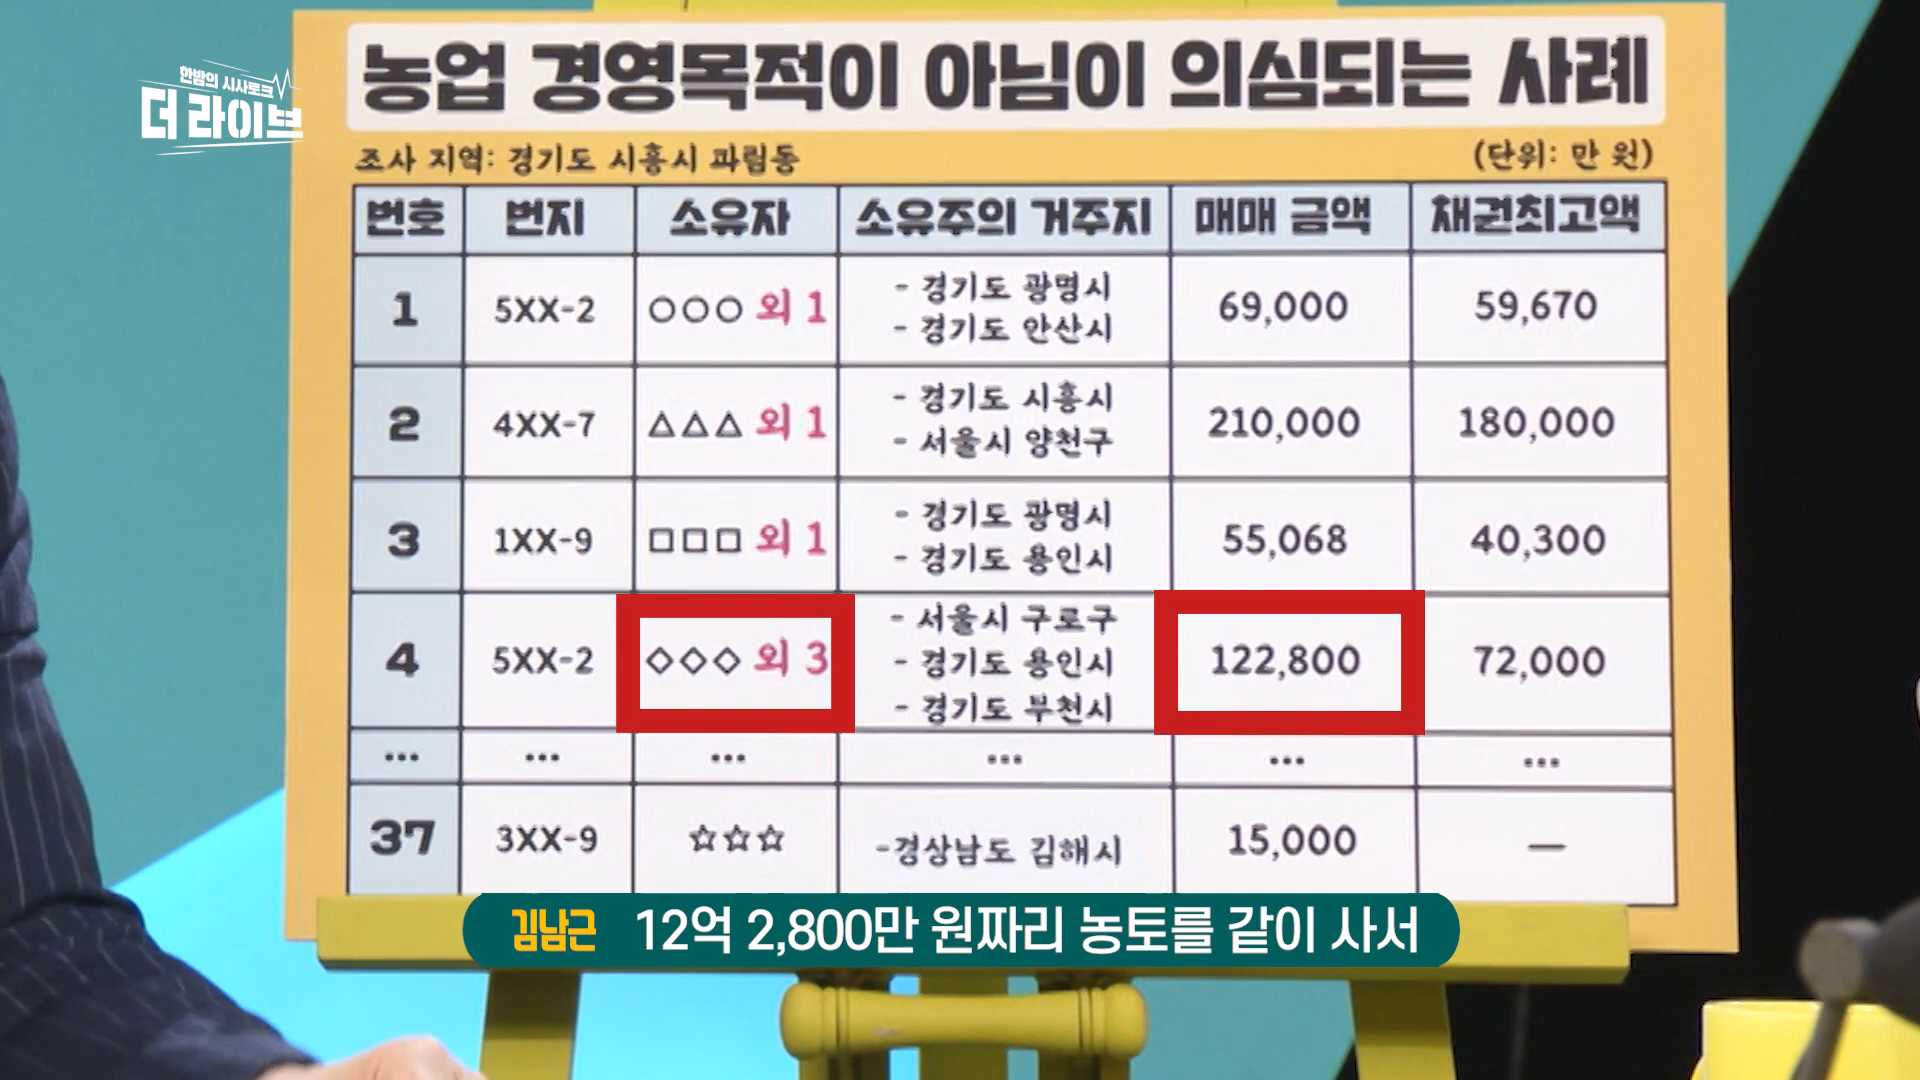 한밤의 시사토크
더 라이브
농업 경영목적이 아님이 의심되는 사례
조사 지역: 경기도 시흥시 과림동
(단위: 만 원)
번호 번지 소유자 소유주의 거주지 매매 금액 채권최고액
1 5XX-2 ○○○ 외 1 - 경기도 광명시 69,000 59,670
- 경기도 안산시
2 4XX-7 △△△ 외 1 - 경기도 시흥시 210,000 180,000
- 서울시 양천구
3 1XX-9 □□□ 외 1 - 경기도 광명시 55,068 40,300
- 경기도 용인시
4 5XX-2 ◇◇◇ 외 3 - 서울시 구로구 122,800 72,000
- 경기도 용인시
- 경기도 부천시
... ... ... ... ... ...
37 3XX-9 ☆☆☆ -경상남도 김해시 15,000 —
김남근 12억 2,800만 원짜리 농토를 같이 사서